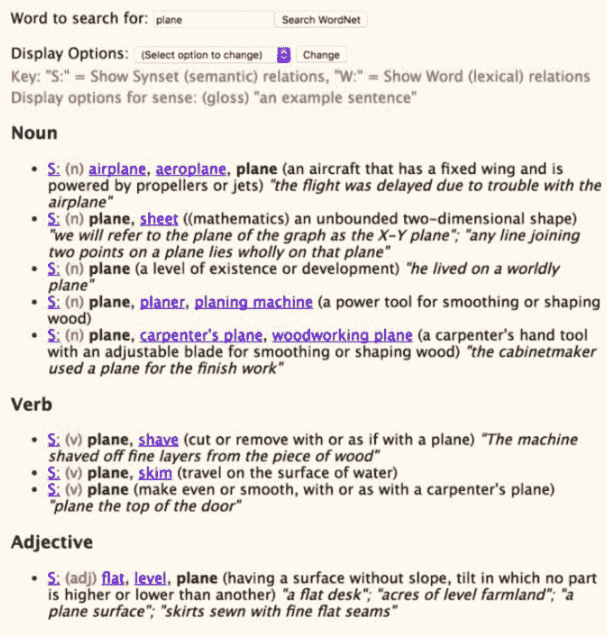 Word to search for: plane Search WordNet
Display Options: (Select option to change) Change
Key: "S:" = Show Synset (semantic) relations, "W:" = Show Word (lexical) relations
Display options for sense: (gloss) "an example sentence"
Noun
• S: (n) airplane, aeroplane, plane (an aircraft that has a fixed wing and is
powered by propellers or jets) "the flight was delayed due to trouble with the
airplane"
• S: (n) plane, sheet ((mathematics) an unbounded two-dimensional shape)
"we will refer to the plane of the graph as the X-Y plane"; "any line joining
two points on a plane lies wholly on that plane"
• S: (n) plane (a level of existence or development) "he lived on a worldly
plane"
• S: (n) plane, planer, planing machine (a power tool for smoothing or shaping
wood)
• S: (n) plane, carpenter's plane, woodworking plane (a carpenter's hand tool
with an adjustable blade for smoothing or shaping wood) "the cabinetmaker
used a plane for the finish work"
Verb
• S: (v) plane, shave (cut or remove with or as if with a plane) "The machine
shaved off fine layers from the piece of wood"
• S: (v) plane, skim (travel on the surface of water)
• S: (v) plane (make even or smooth, with or as with a carpenter's plane)
"plane the top of the door"
Adjective
• S: (adj) flat, level, plane (having a surface without slope, tilt in which no part
is higher or lower than another) "a flat desk"; "acres of level farmland"; "a
plane surface"; "skirts sewn with fine flat seams"